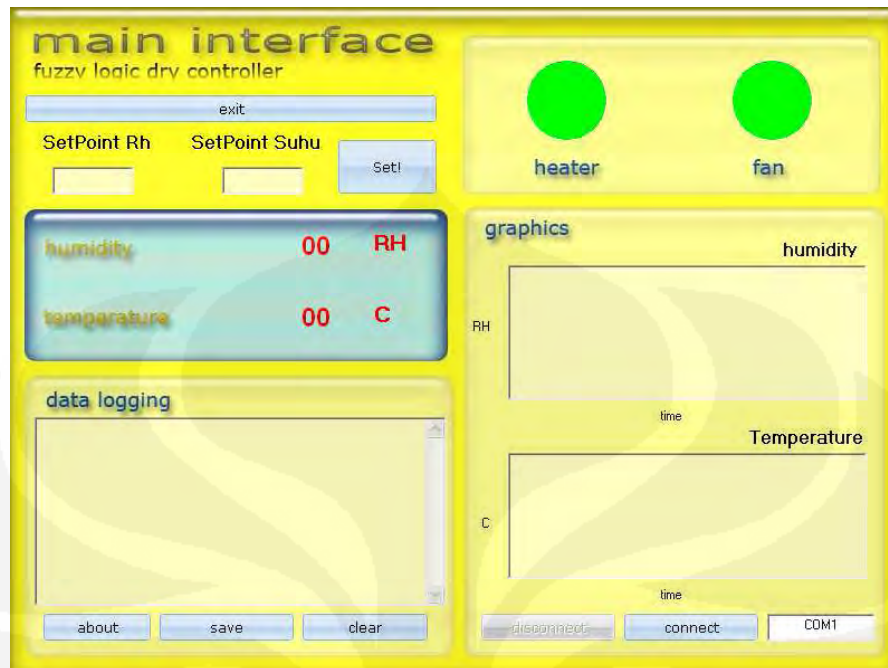 main interface
fuzzy logic dry controller
exit
SetPoint Rh SetPoint Suhu
Set!
heater fan
humidity 00 RH
temparature 00 C
graphics
humidity
RH
time
Temperature
C
time
data logging
about save clear
disconnect connect COM1